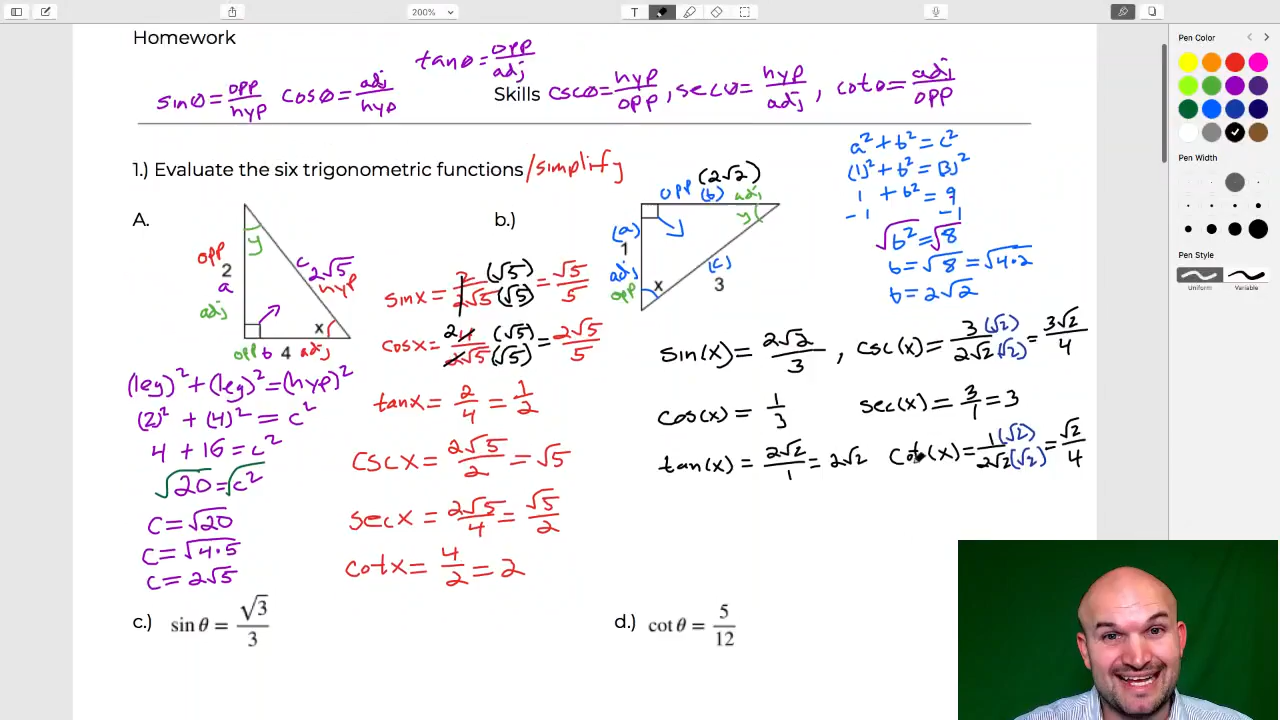 200%
T
Homework
tanθ = opp/adj
sinθ = opp/hyp cosθ = adj/hyp
Skills cscθ = hyp/opp, secθ = hyp/adj, cotθ = adj/opp
1.) Evaluate the six trigonometric functions /simplify
A.
y
opp
2
a
adj
c
2√5
hyp
x
opp b 4 adj
(leg)² + (leg)² = (hyp)²
(2)² + (4)² = c²
4 + 16 = c²
√20 = √c²
c = √20
c = √4·5
c = 2√5
sinx = 2/2√5 (√5)/(√5) = √5/5
cosx = 4/2√5 (√5)/(√5) = 2√5/5
2
tanx = 2/4 = 1/2
cscx = 2√5/2 = √5
secx = 2√5/4 = √5/2
cotx = 4/2 = 2
b.)
(2√2)
opp (b) adj
y
(a)
1
adj
opp
x
(c)
3
a² + b² = c²
(1)² + b² = (3)²
1 + b² = 9
-1 -1
√b² = √8
b = √8 = √4·2
b = 2√2
sin(x) = 2√2/3 , csc(x) = 3/2√2 (√2)/(√2) = 3√2/4
cos(x) = 1/3 sec(x) = 3/1 = 3
tan(x) = 2√2/1 = 2√2 cot(x) = 1/2√2 (√2)/(√2) = √2/4
c.) sin θ = √3/3
d.) cot θ = 5/12
Pen Color
Pen Width
Uniform
Variable